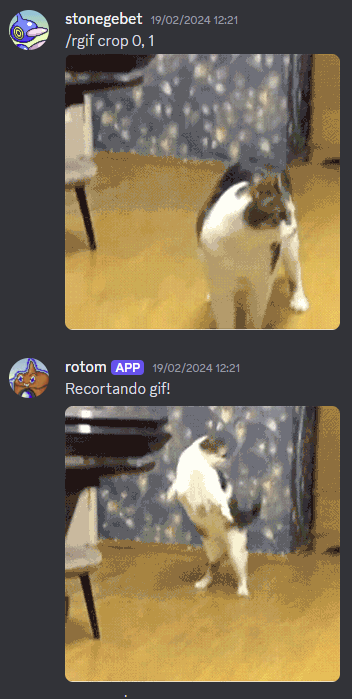 stonegebet 19/02/2024 12:21
/rgif crop 0, 1
rotom APP 19/02/2024 12:21
Recortando gif!